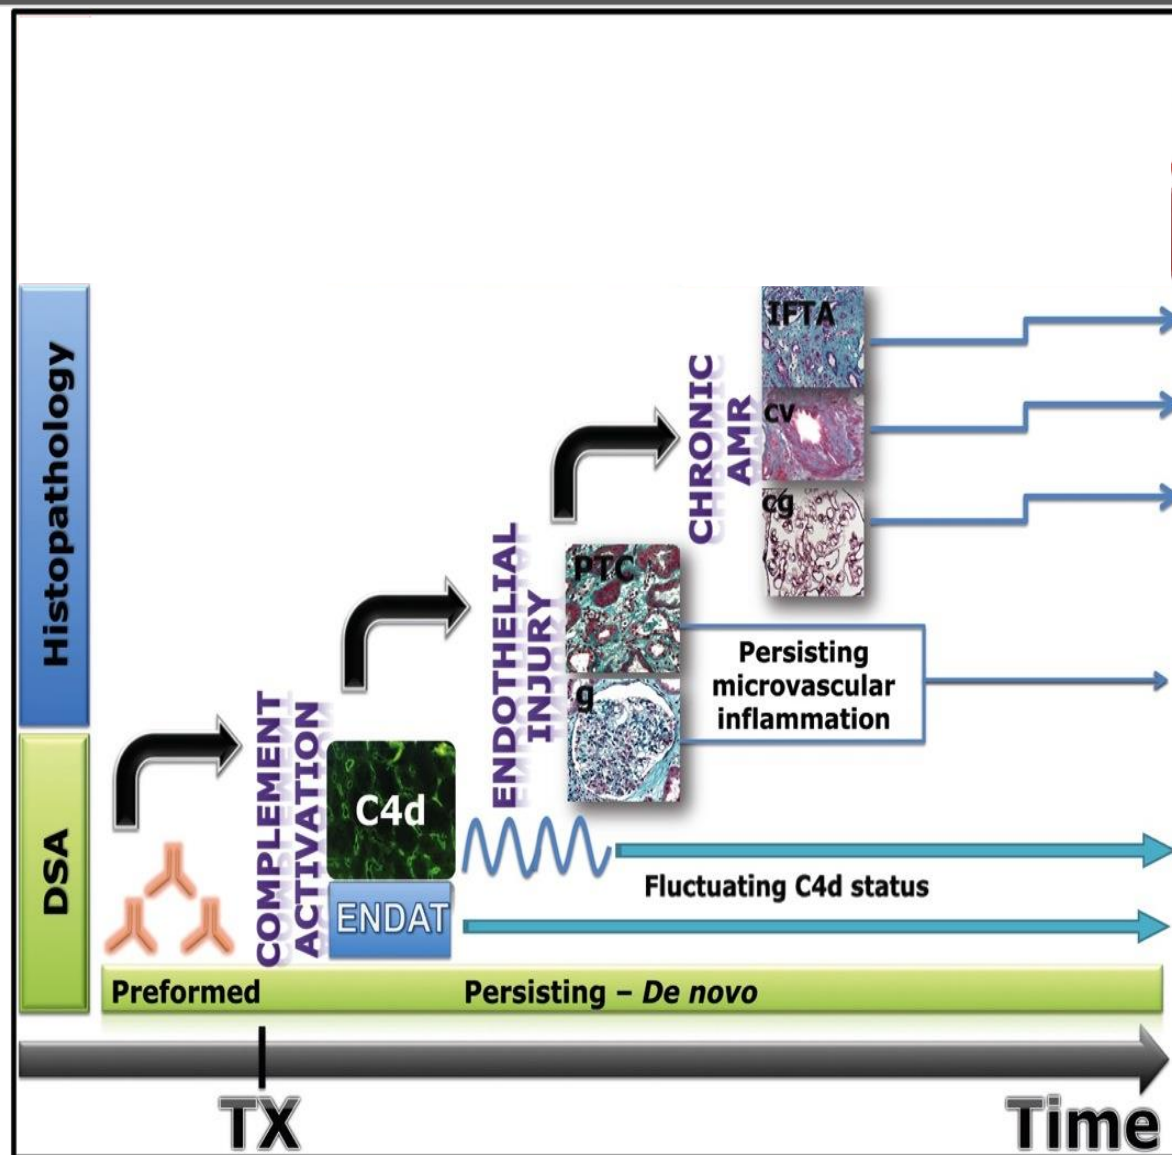 Histopathology
DSA
COMPLEMENT
ACTIVATION
C4d
ENDAT
ENDOTHELIAL
INJURY
PTC
g
CHRONIC
AMR
IFTA
cv
cg
Persisting
microvascular
inflammation
Fluctuating C4d status
Preformed
Persisting – De novo
TX
Time